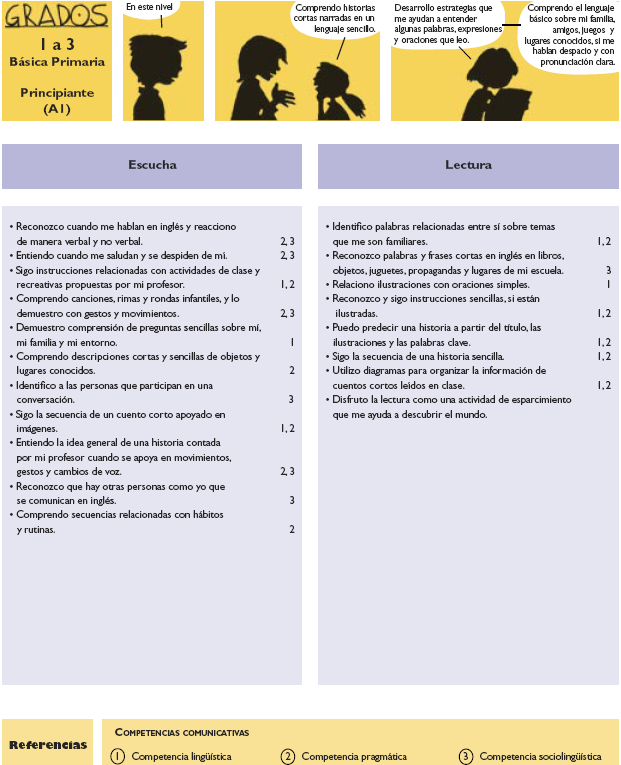 GRADOS
1 a 3
Básica Primaria
Principiante
(A1)
En este nivel
Comprendo historias
cortas narradas en un
lenguaje sencillo.
Desarrollo estrategias que
me ayudan a entender
algunas palabras, expresiones
y oraciones que leo.
Comprendo el lenguaje
básico sobre mi familia,
amigos, juegos y
lugares conocidos, si me
hablan despacio y con
pronunciación clara.
Escucha
• Reconozco cuando me hablan en inglés y reacciono
de manera verbal y no verbal. 2, 3
• Entiendo cuando me saludan y se despiden de mí. 2, 3
• Sigo instrucciones relacionadas con actividades de clase y
recreativas propuestas por mi profesor. 1, 2
• Comprendo canciones, rimas y rondas infantiles, y lo
demuestro con gestos y movimientos. 2, 3
• Demuestro comprensión de preguntas sencillas sobre mí,
mi familia y mi entorno. 1
• Comprendo descripciones cortas y sencillas de objetos y
lugares conocidos. 2
• Identifico a las personas que participan en una
conversación. 3
• Sigo la secuencia de un cuento corto apoyado en
imágenes. 1, 2
• Entiendo la idea general de una historia contada
por mi profesor cuando se apoya en movimientos,
gestos y cambios de voz. 2, 3
• Reconozco que hay otras personas como yo que
se comunican en inglés. 3
• Comprendo secuencias relacionadas con hábitos
y rutinas. 2
Lectura
• Identifico palabras relacionadas entre sí sobre temas
que me son familiares. 1, 2
• Reconozco palabras y frases cortas en inglés en libros,
objetos, juguetes, propagandas y lugares de mi escuela. 3
• Relaciono ilustraciones con oraciones simples. 1
• Reconozco y sigo instrucciones sencillas, si están
ilustradas. 1, 2
• Puedo predecir una historia a partir del título, las
ilustraciones y las palabras clave. 1, 2
• Sigo la secuencia de una historia sencilla. 1, 2
• Utilizo diagramas para organizar la información de
cuentos cortos leídos en clase. 1, 2
• Disfruto la lectura como una actividad de esparcimiento
que me ayuda a descubrir el mundo.
Referencias
COMPETENCIAS COMUNICATIVAS
1 Competencia lingüística 2 Competencia pragmática 3 Competencia sociolingüística